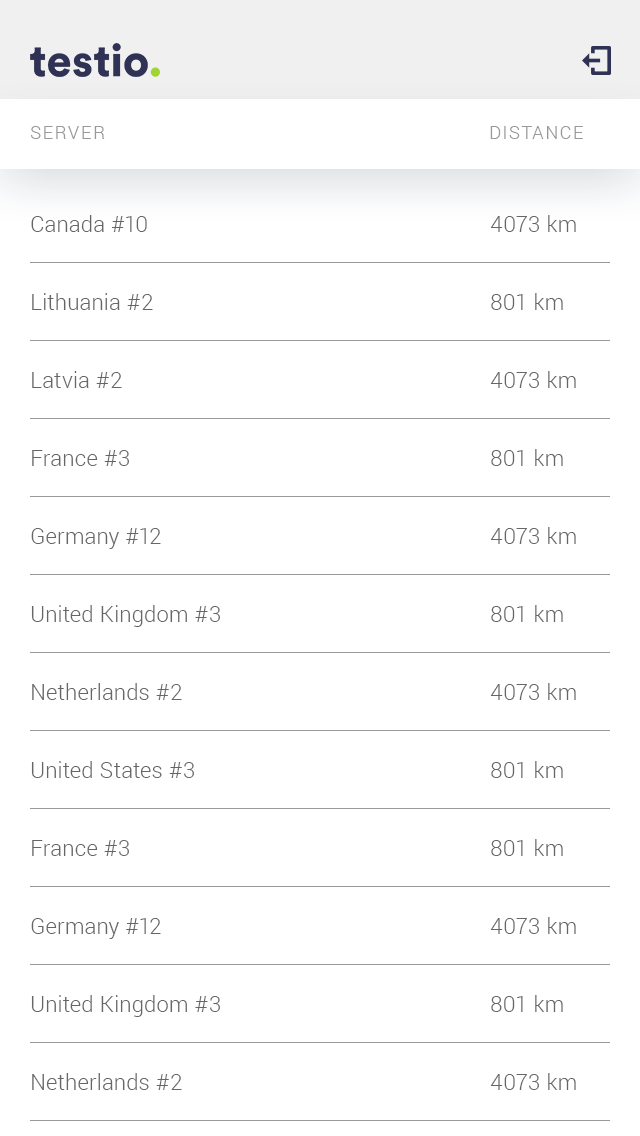 testio.
SERVER DISTANCE
Canada #10 4073 km
Lithuania #2 801 km
Latvia #2 4073 km
France #3 801 km
Germany #12 4073 km
United Kingdom #3 801 km
Netherlands #2 4073 km
United States #3 801 km
France #3 801 km
Germany #12 4073 km
United Kingdom #3 801 km
Netherlands #2 4073 km